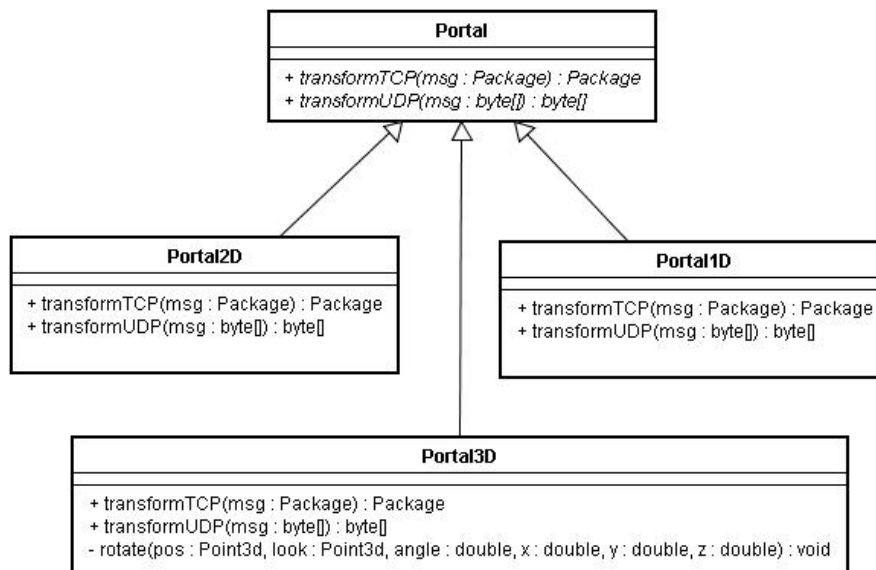 Portal
+ transformTCP(msg : Package) : Package
+ transformUDP(msg : byte[]) : byte[]
Portal2D
+ transformTCP(msg : Package) : Package
+ transformUDP(msg : byte[]) : byte[]
Portal1D
+ transformTCP(msg : Package) : Package
+ transformUDP(msg : byte[]) : byte[]
Portal3D
+ transformTCP(msg : Package) : Package
+ transformUDP(msg : byte[]) : byte[]
- rotate(pos : Point3d, look : Point3d, angle : double, x : double, y : double, z : double) : void